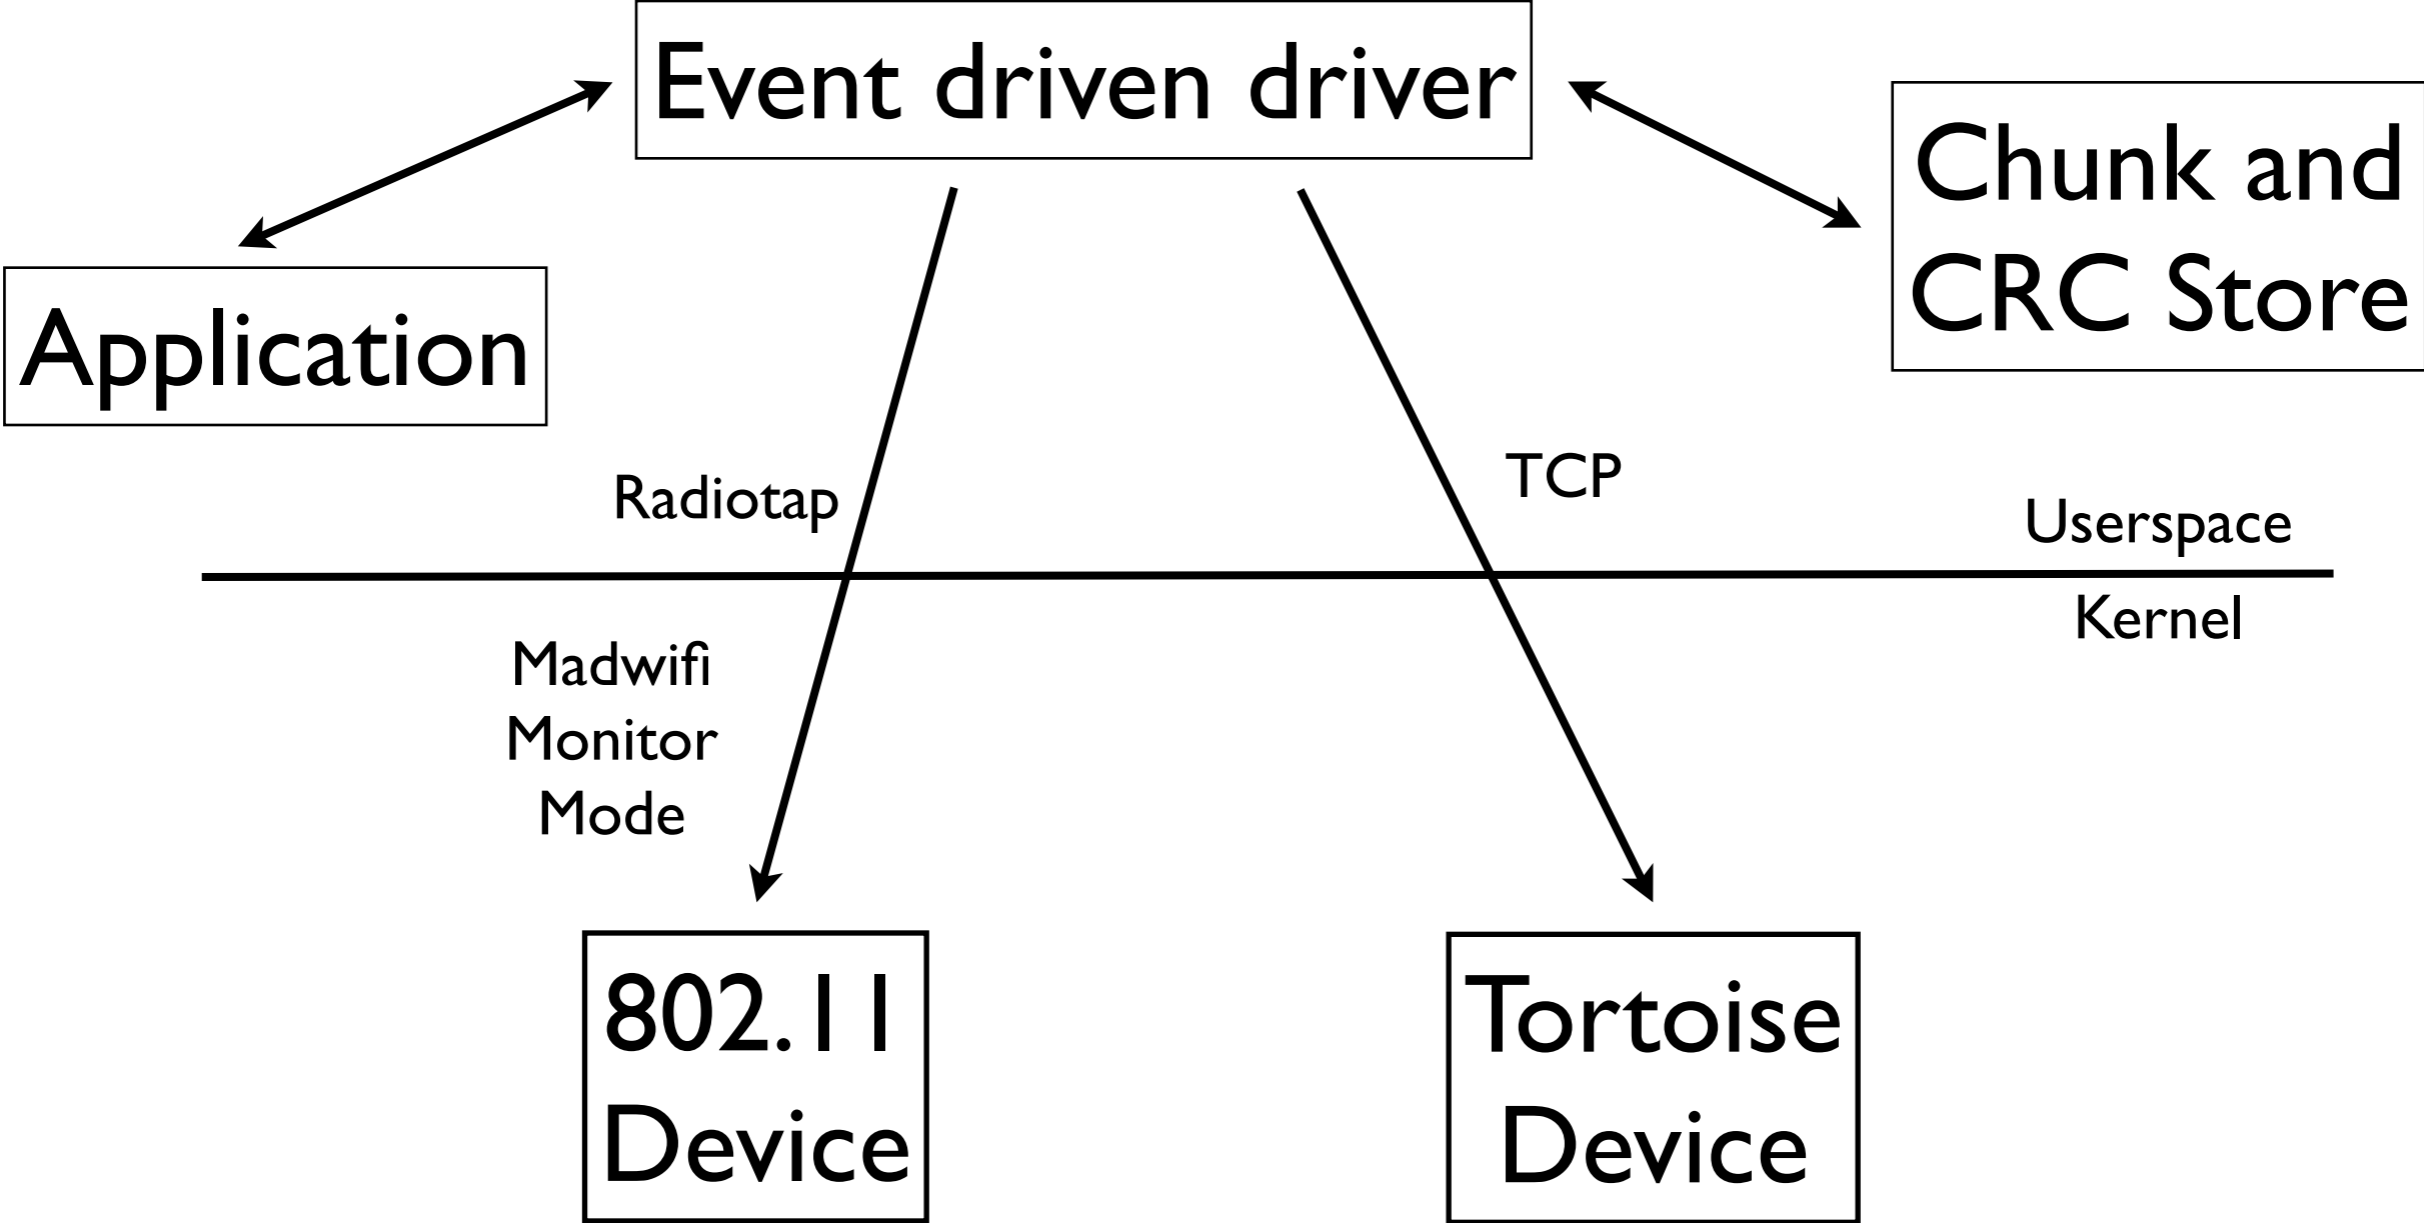 Event driven driver
Chunk and
CRC Store
Application
Radiotap
TCP
Userspace
Kernel
Madwifi
Monitor
Mode
802.11
Device
Tortoise
Device